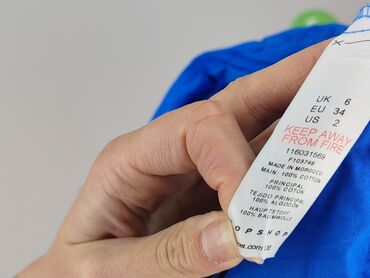 UK 6
EU 34
US 2
KEEP AWAY
FROM FIRE
116031569
F103749
MADE IN MOROCCO
MAIN: 100% COTTON
PRINCIPAL
100% COTON
TEJIDO PRINCIPAL
100% ALGODÓN
HAUPTSTOFF
100% BAUMWOLLE
OPSHOP